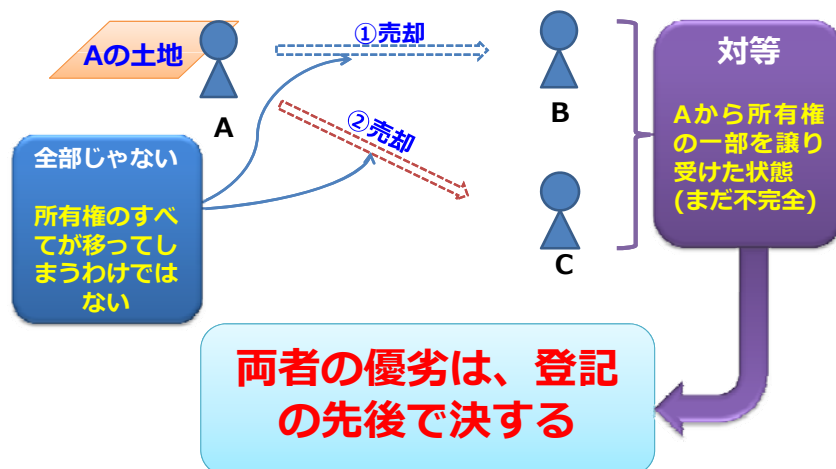 Aの土地
①売却
A
B
②売却
C
全部じゃない
所有権のすべ
てが移ってし
まうわけでは
ない
対等
Aから所有権
の一部を譲り
受けた状態
(まだ不完全)
両者の優劣は、登記
の先後で決する